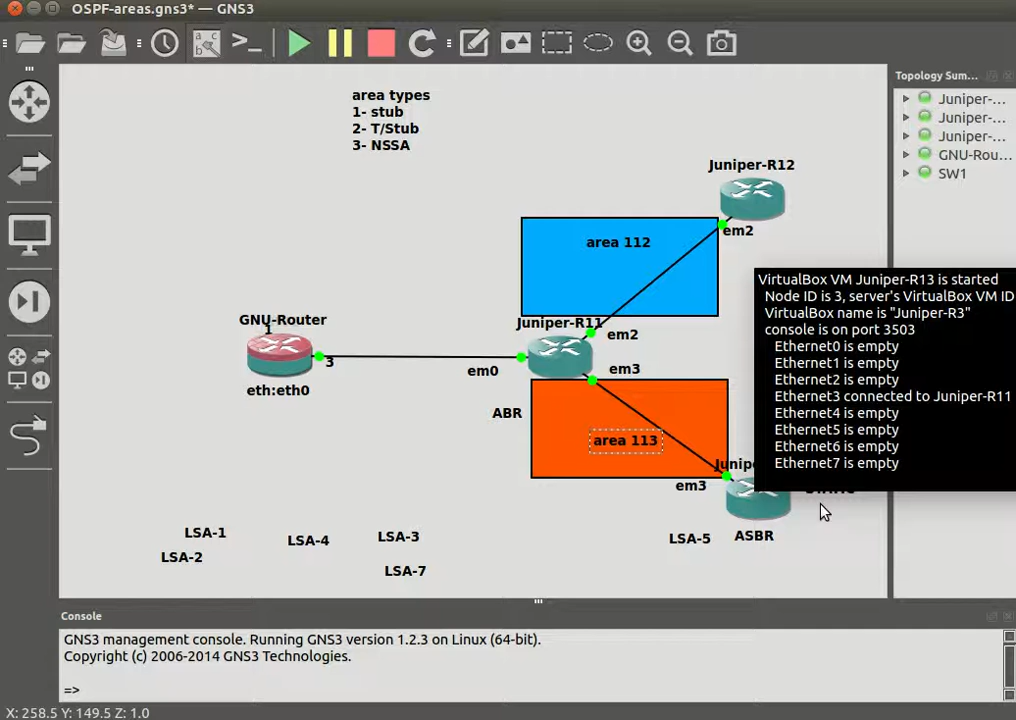 OSPF-areas.gns3* — GNS3
area types
1- stub
2- T/Stub
3- NSSA
Topology Sum...
Juniper-...
Juniper-...
Juniper-...
GNU-Rou...
SW1
Juniper-R12
em2
area 112
GNU-Router
1
3
eth:eth0
Juniper-R11
em2
em0
em3
ABR
area 113
em3
ASBR
VirtualBox VM Juniper-R13 is started
Node ID is 3, server's VirtualBox VM ID
VirtualBox name is "Juniper-R3"
console is on port 3503
Ethernet0 is empty
Ethernet1 is empty
Ethernet2 is empty
Ethernet3 connected to Juniper-R11
Ethernet4 is empty
Ethernet5 is empty
Ethernet6 is empty
Ethernet7 is empty
LSA-1
LSA-2
LSA-4
LSA-3
LSA-7
LSA-5
Console
GNS3 management console. Running GNS3 version 1.2.3 on Linux (64-bit).
Copyright (c) 2006-2014 GNS3 Technologies.
=>
X: 258.5 Y: 149.5 Z: 1.0